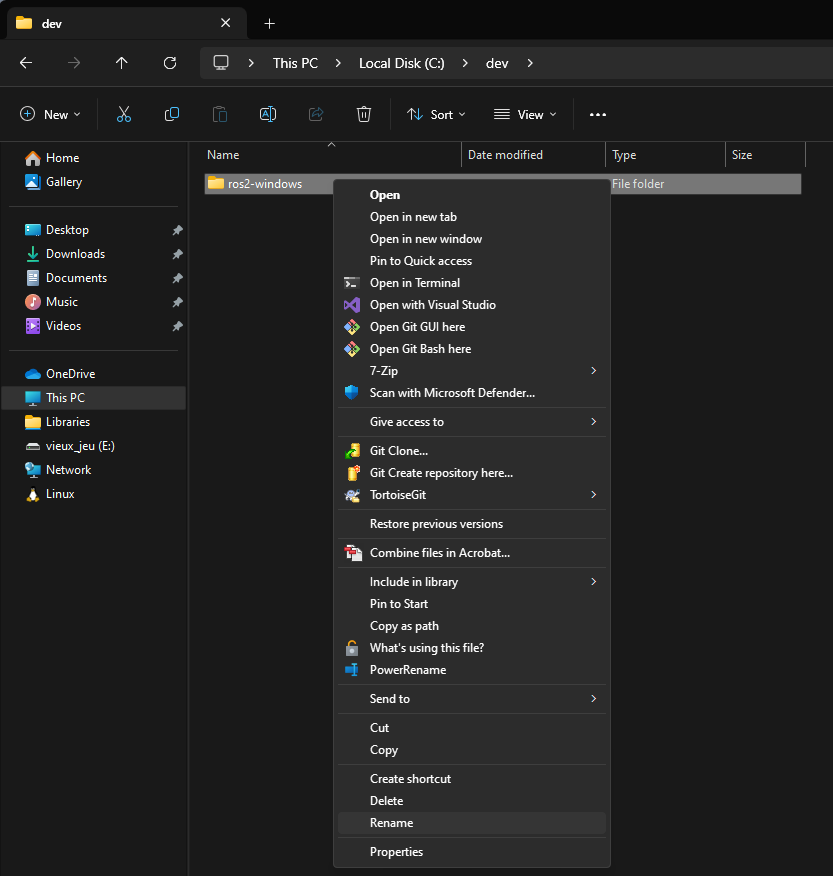 dev
This PC
Local Disk (C:)
dev
New
Sort
View
Home
Gallery
Desktop
Downloads
Documents
Music
Videos
OneDrive
This PC
Libraries
vieux_jeu (E:)
Network
Linux
Name
Date modified
Type
Size
ros2-windows
File folder
Open
Open in new tab
Open in new window
Pin to Quick access
Open in Terminal
Open with Visual Studio
Open Git GUI here
Open Git Bash here
7-Zip
Scan with Microsoft Defender...
Give access to
Git Clone...
Git Create repository here...
TortoiseGit
Restore previous versions
Combine files in Acrobat...
Include in library
Pin to Start
Copy as path
What's using this file?
PowerRename
Send to
Cut
Copy
Create shortcut
Delete
Rename
Properties